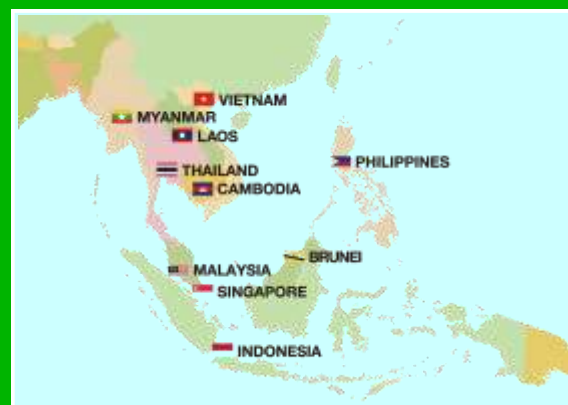 VIETNAM
MYANMAR
LAOS
PHILIPPINES
THAILAND
CAMBODIA
BRUNEI
MALAYSIA
SINGAPORE
INDONESIA